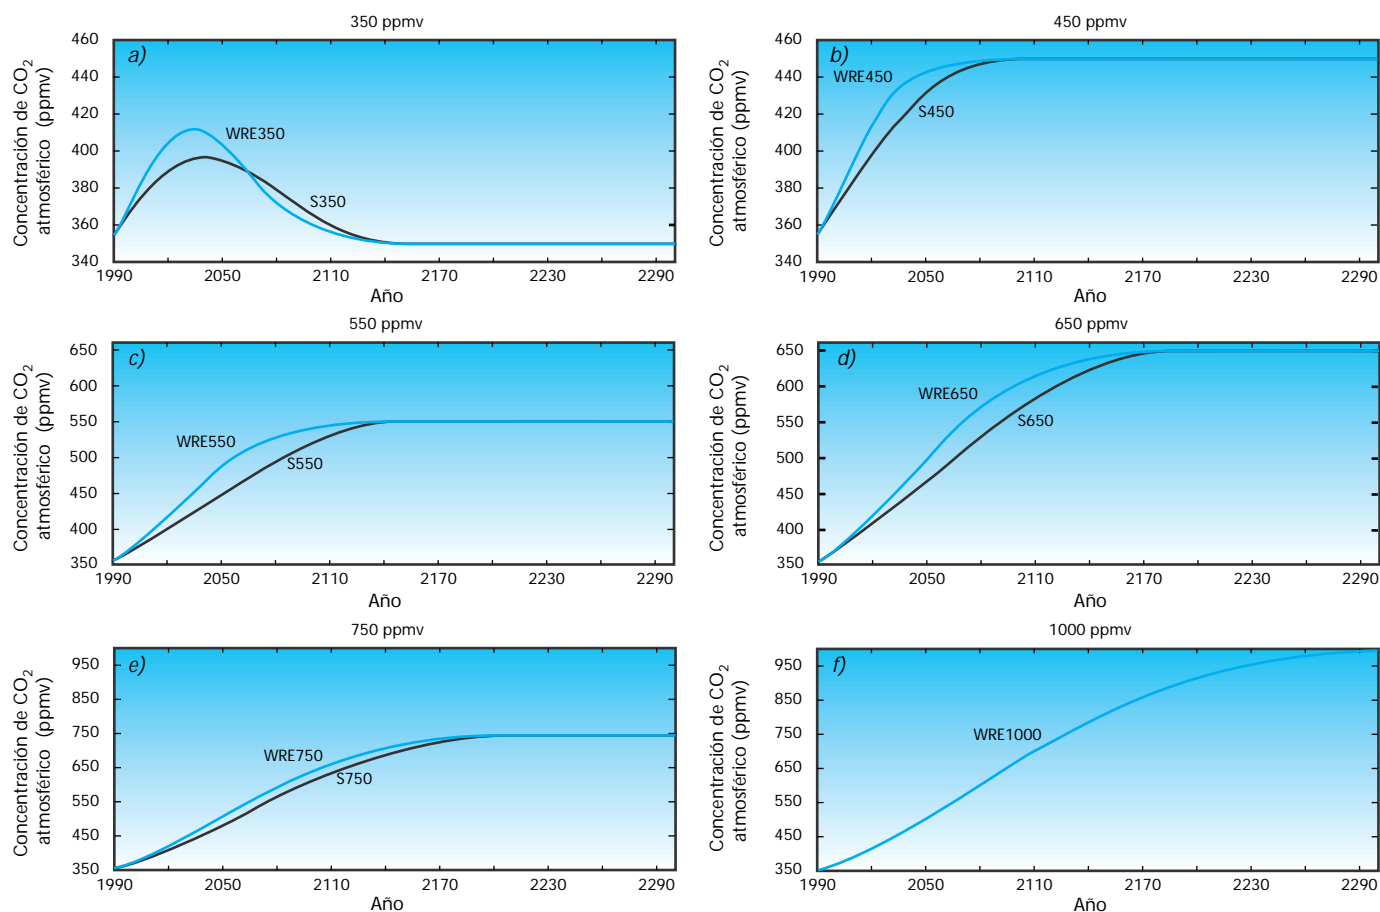 350 ppmv
a)
Concentración de CO2
atmosférico (ppmv)
460
440
420
400
380
360
340
WRE350
S350
1990 2050 2110 2170 2230 2290
Año
450 ppmv
b)
Concentración de CO2
atmosférico (ppmv)
460
440
420
400
380
360
340
WRE450
S450
1990 2050 2110 2170 2230 2290
Año
550 ppmv
c)
Concentración de CO2
atmosférico (ppmv)
650
600
550
500
450
400
350
WRE550
S550
1990 2050 2110 2170 2230 2290
Año
650 ppmv
d)
Concentración de CO2
atmosférico (ppmv)
650
600
550
500
450
400
350
WRE650
S650
1990 2050 2110 2170 2230 2290
Año
750 ppmv
e)
Concentración de CO2
atmosférico (ppmv)
950
850
750
650
550
450
350
WRE750
S750
1990 2050 2110 2170 2230 2290
Año
1000 ppmv
f)
Concentración de CO2
atmosférico (ppmv)
950
850
750
650
550
450
350
WRE1000
1990 2050 2110 2170 2230 2290
Año